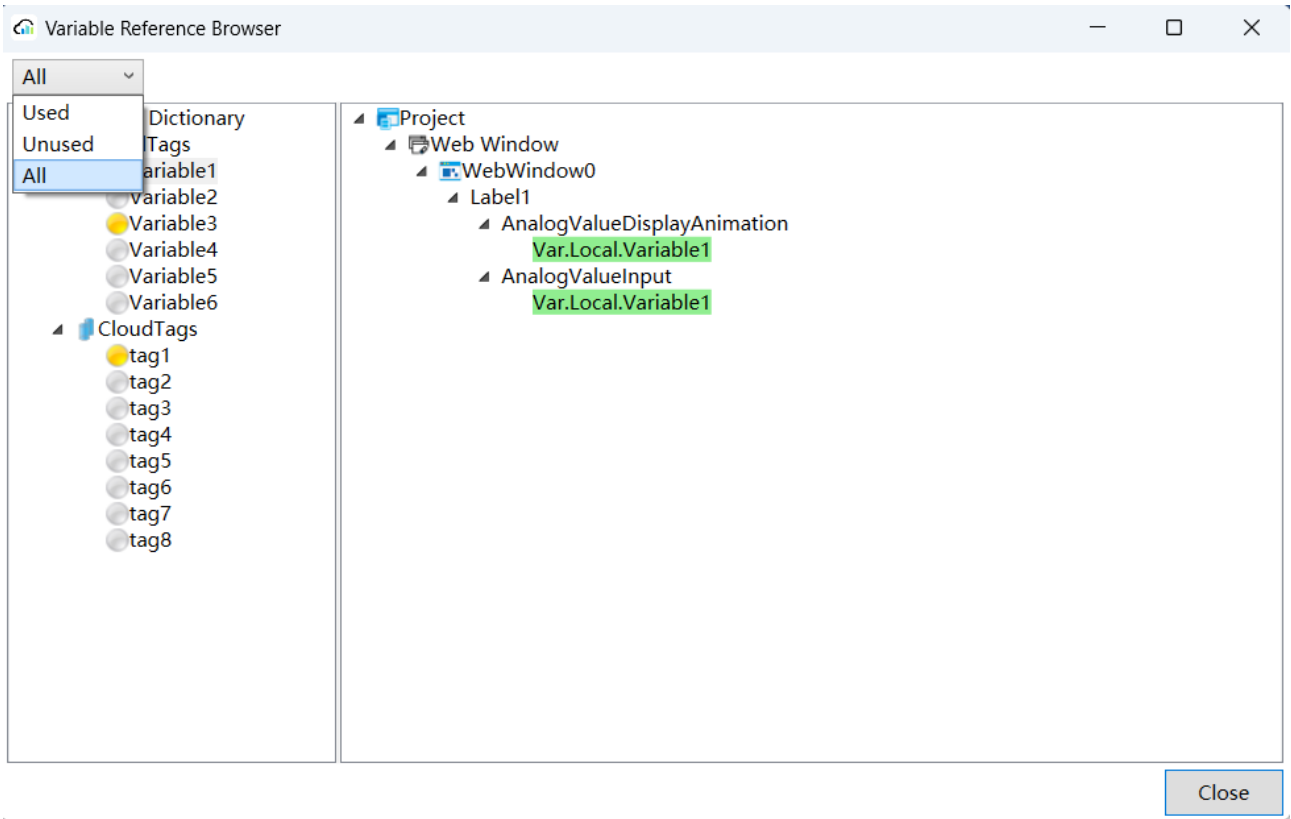 Variable Reference Browser
All
Used
Unused
All
Dictionary
Tags
ariable1
Variable2
Variable3
Variable4
Variable5
Variable6
CloudTags
tag1
tag2
tag3
tag4
tag5
tag6
tag7
tag8
Project
Web Window
WebWindow0
Label1
AnalogValueDisplayAnimation
Var.Local.Variable1
AnalogValueInput
Var.Local.Variable1
Close